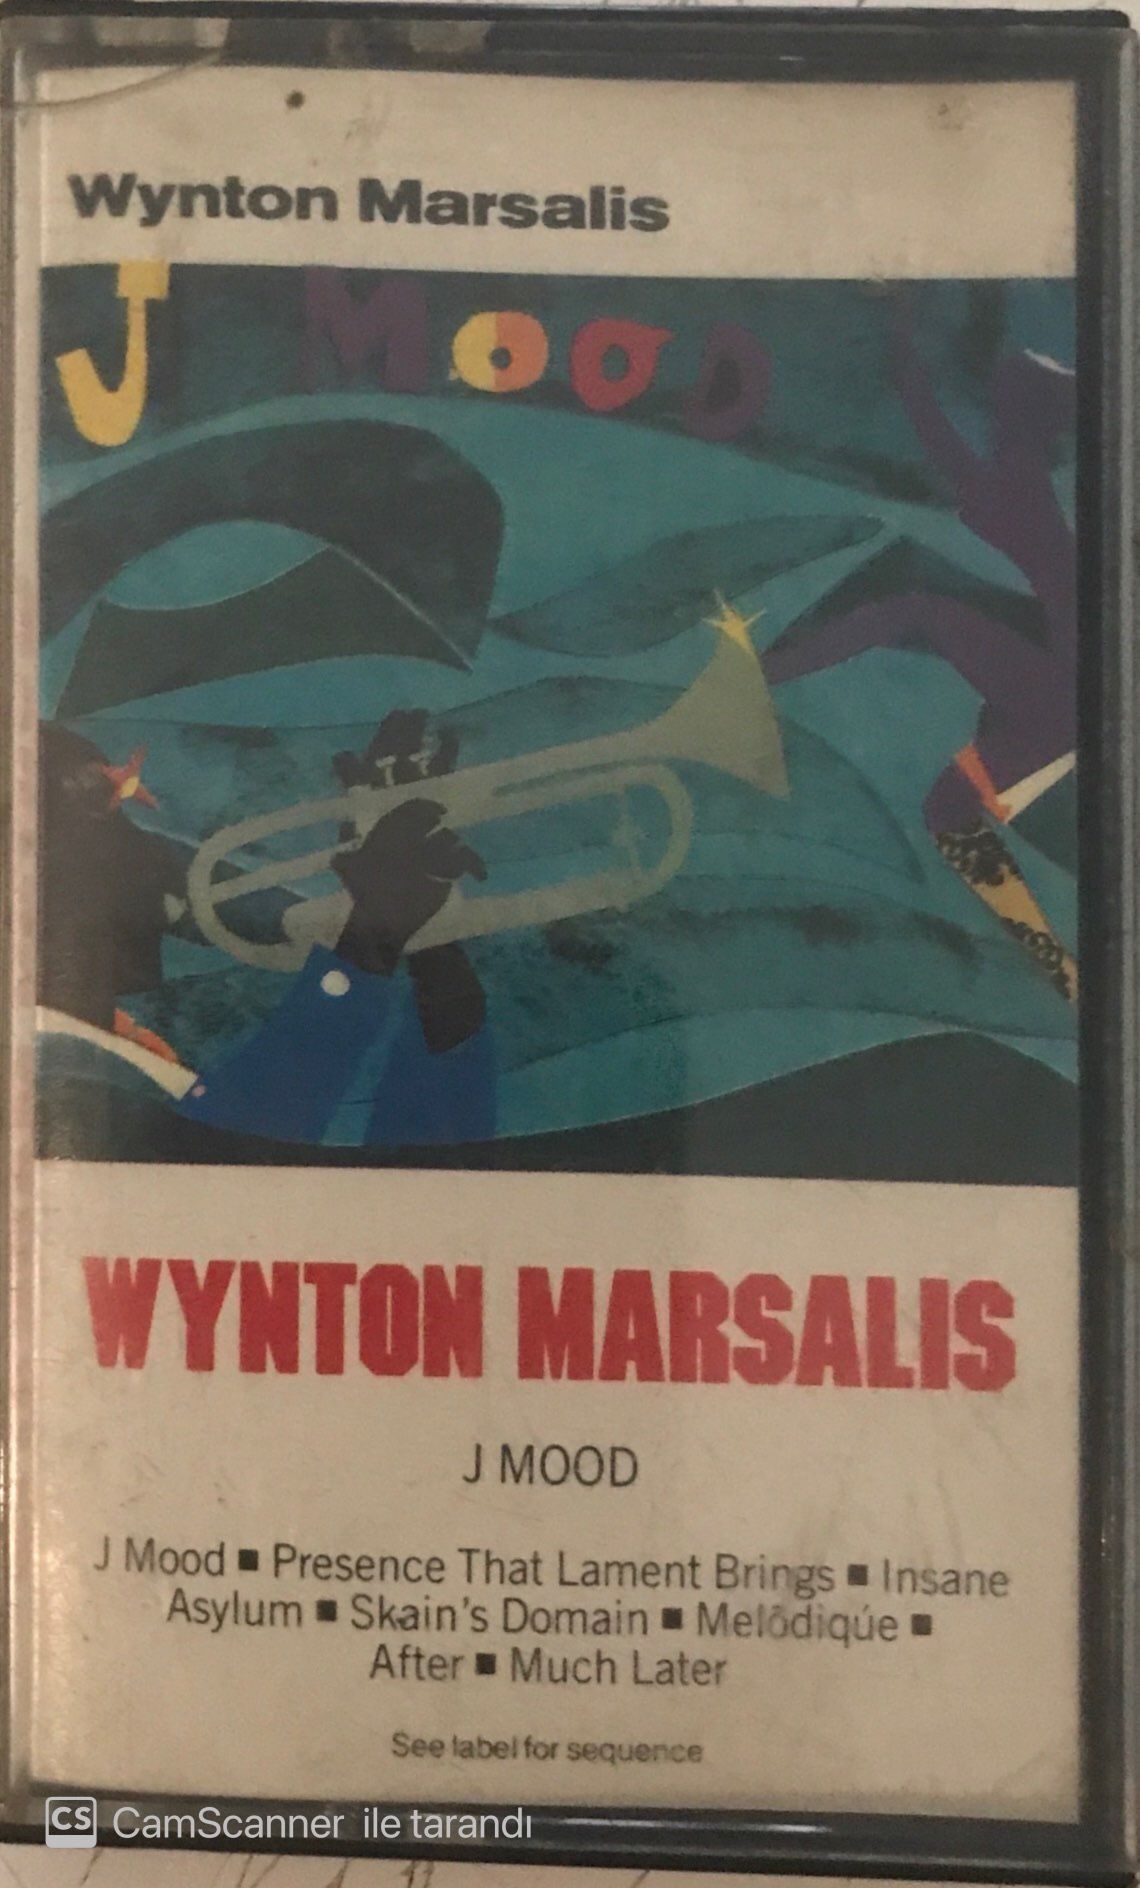 Wynton Marsalis
J MOOD
WYNTON MARSALIS
J MOOD
J Mood ■ Presence That Lament Brings ■ Insane
Asylum ■ Skain's Domain ■ Melōdiqúe ■
After ■ Much Later
See label for sequence
CS CamScanner ile tarandı